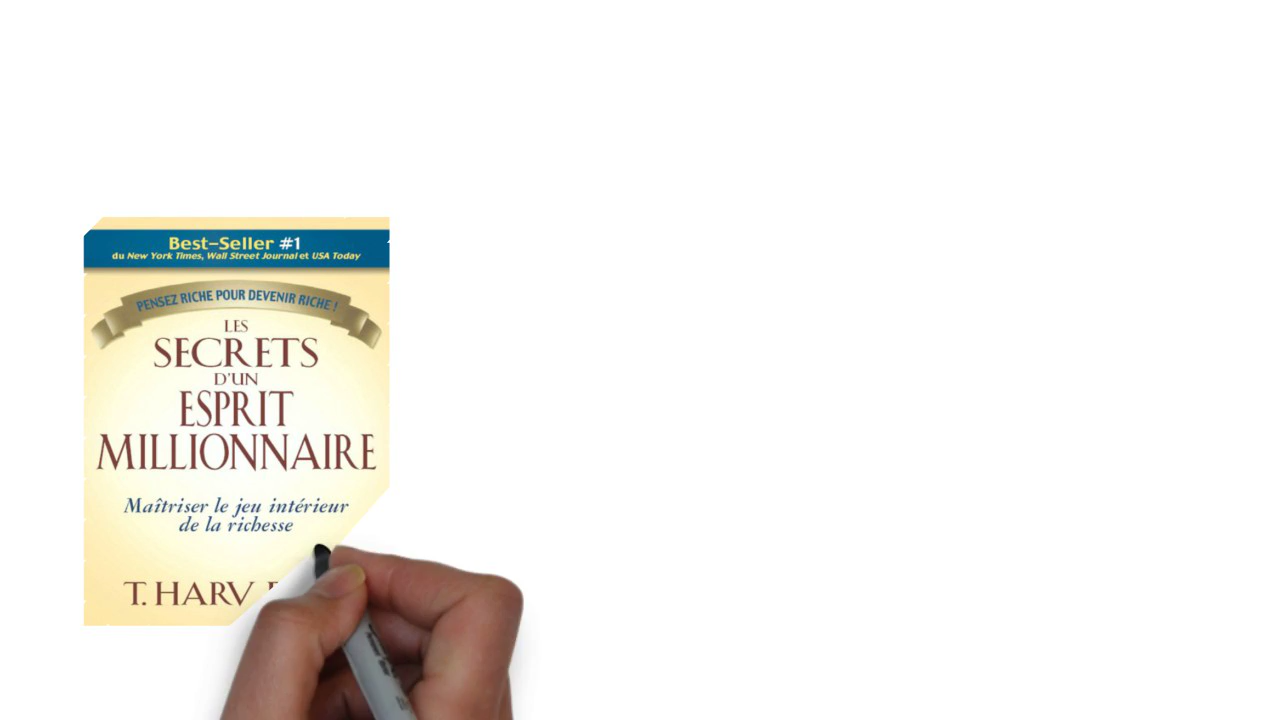 Best-Seller #1
du New York Times, Wall Street Journal et USA Today
PENSEZ RICHE POUR DEVENIR RICHE !
LES
SECRETS
D'UN
ESPRIT
MILLIONNAIRE
Maîtriser le jeu intérieur
de la richesse
T. HARV